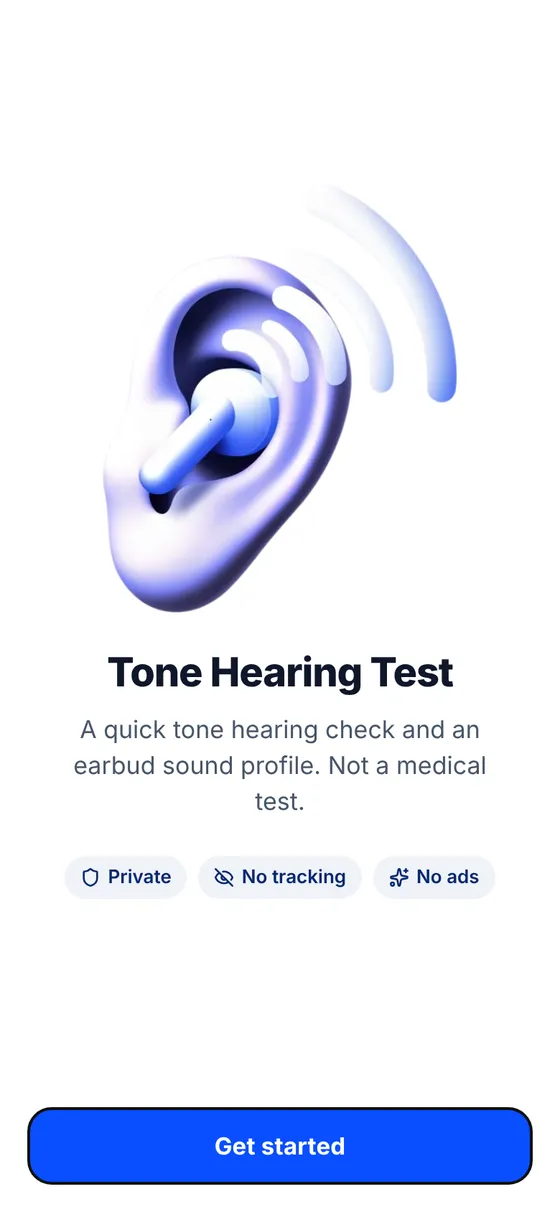 Tone Hearing Test
A quick tone hearing check and an
earbud sound profile. Not a medical
test.
Private
No tracking
No ads
Get started